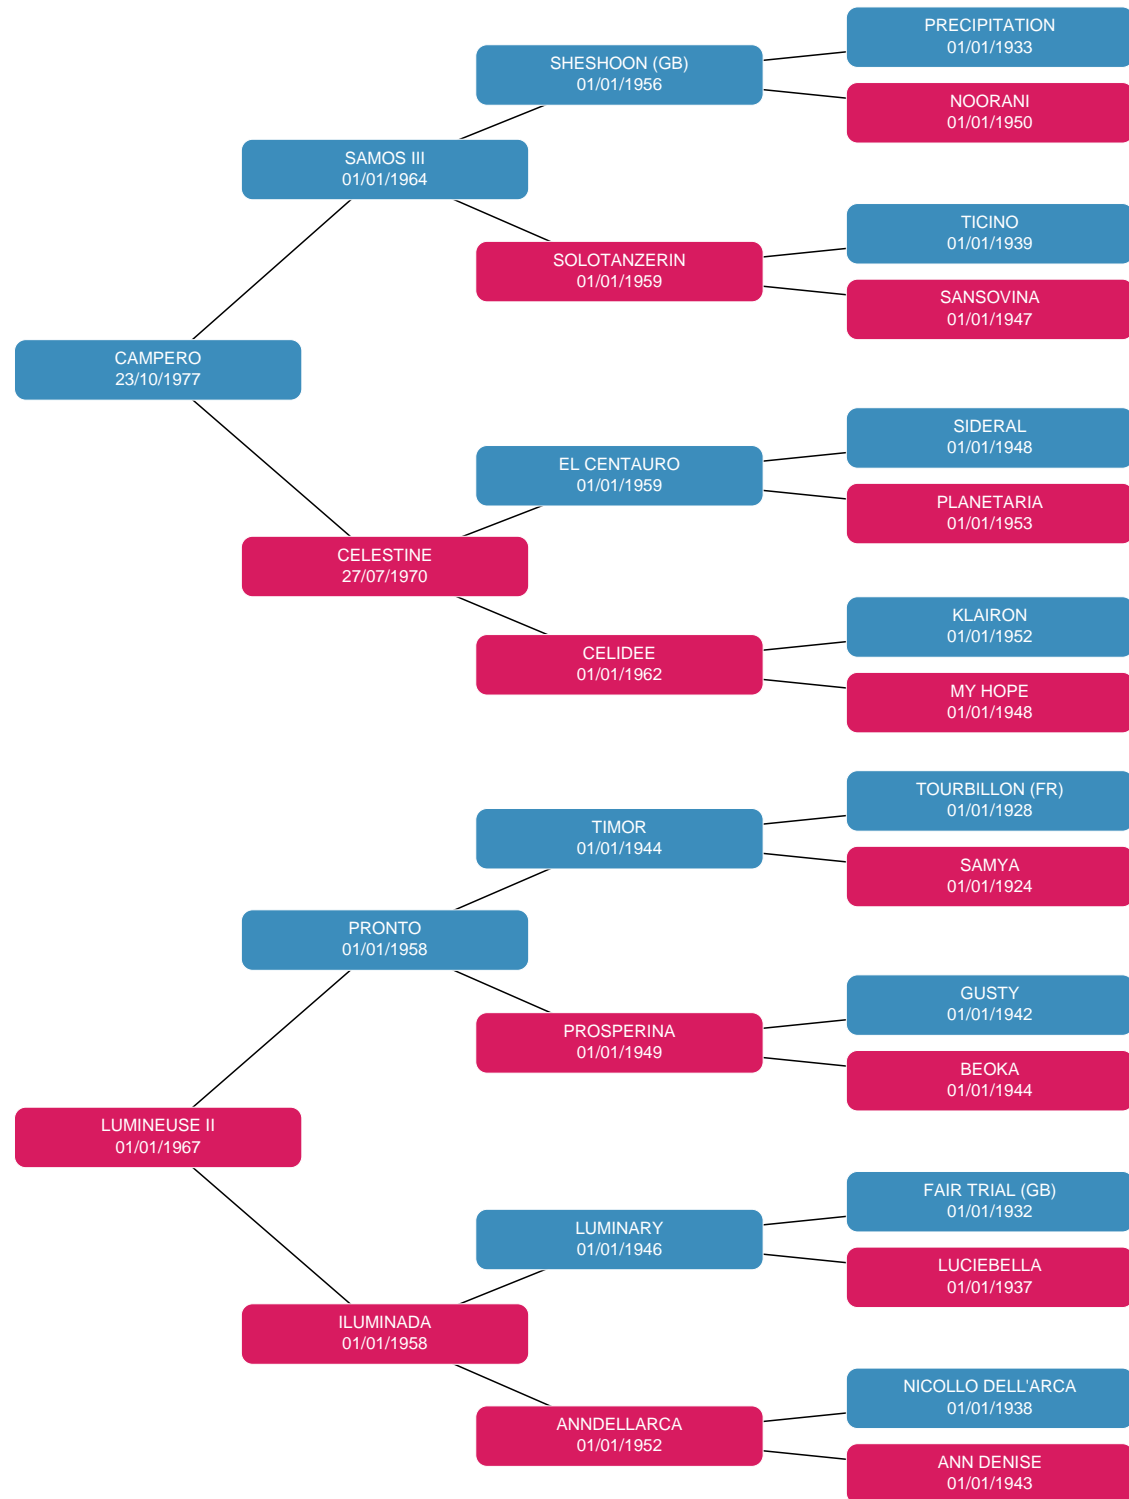 PRECIPITATION
01/01/1933
SHESHOON (GB)
01/01/1956
NOORANI
01/01/1950
SAMOS III
01/01/1964
TICINO
01/01/1939
SOLOTANZERIN
01/01/1959
SANSOVINA
01/01/1947
CAMPERO
23/10/1977
SIDERAL
01/01/1948
EL CENTAURO
01/01/1959
PLANETARIA
01/01/1953
CELESTINE
27/07/1970
KLAIRON
01/01/1952
CELIDEE
01/01/1962
MY HOPE
01/01/1948
TOURBILLON (FR)
01/01/1928
TIMOR
01/01/1944
SAMYA
01/01/1924
PRONTO
01/01/1958
GUSTY
01/01/1942
PROSPERINA
01/01/1949
BEOKA
01/01/1944
LUMINEUSE II
01/01/1967
FAIR TRIAL (GB)
01/01/1932
LUMINARY
01/01/1946
LUCIEBELLA
01/01/1937
ILUMINADA
01/01/1958
NICOLLO DELL'ARCA
01/01/1938
ANNDELLARCA
01/01/1952
ANN DENISE
01/01/1943